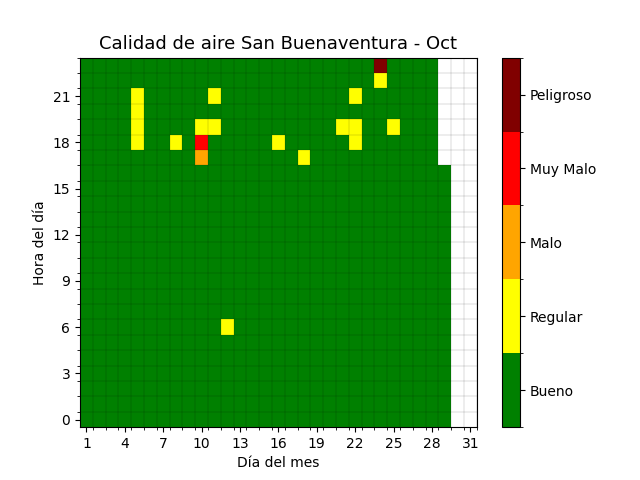 Calidad de aire San Buenaventura - Oct
Hora del día
21
18
15
12
9
6
3
0
1 4 7 10 13 16 19 22 25 28 31
Día del mes
Peligroso
Muy Malo
Malo
Regular
Bueno